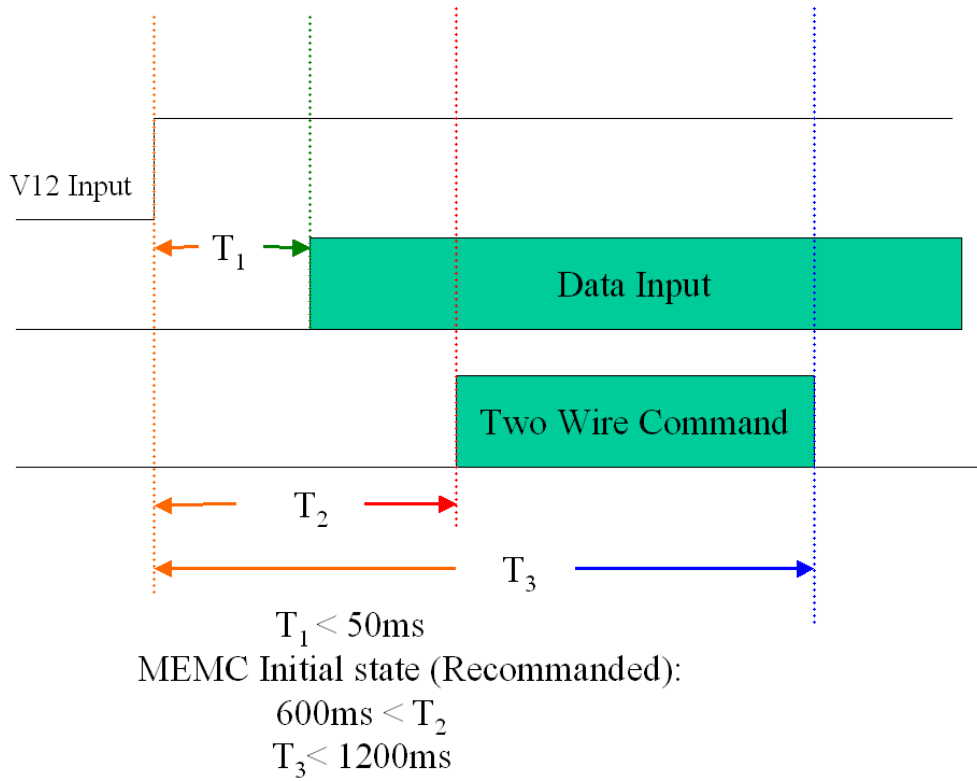 V12 Input
T₁
Data Input
Two Wire Command
T₂
T₃
T₁ < 50ms
MEMC Initial state (Recommanded):
600ms < T₂
T₃< 1200ms